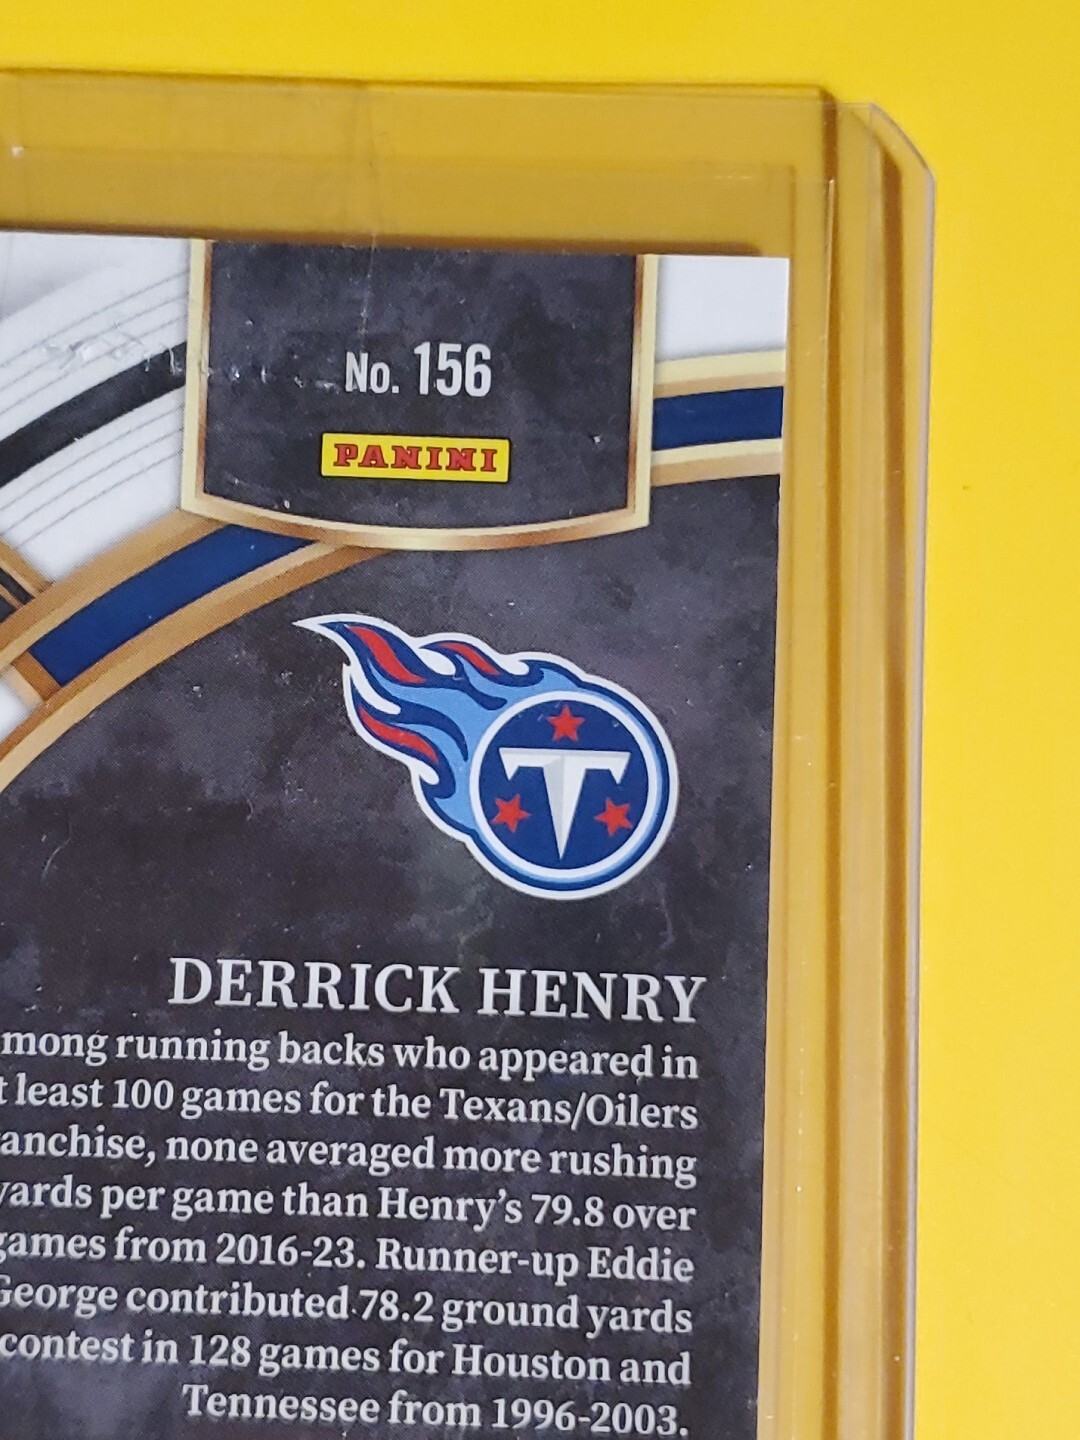 No. 156
PANINI
T
DERRICK HENRY
mong running backs who appeared in
t least 100 games for the Texans/Oilers
anchise, none averaged more rushing
yards per game than Henry's 79.8 over
games from 2016-23. Runner-up Eddie
George contributed 78.2 ground yards
contest in 128 games for Houston and
Tennessee from 1996-2003.